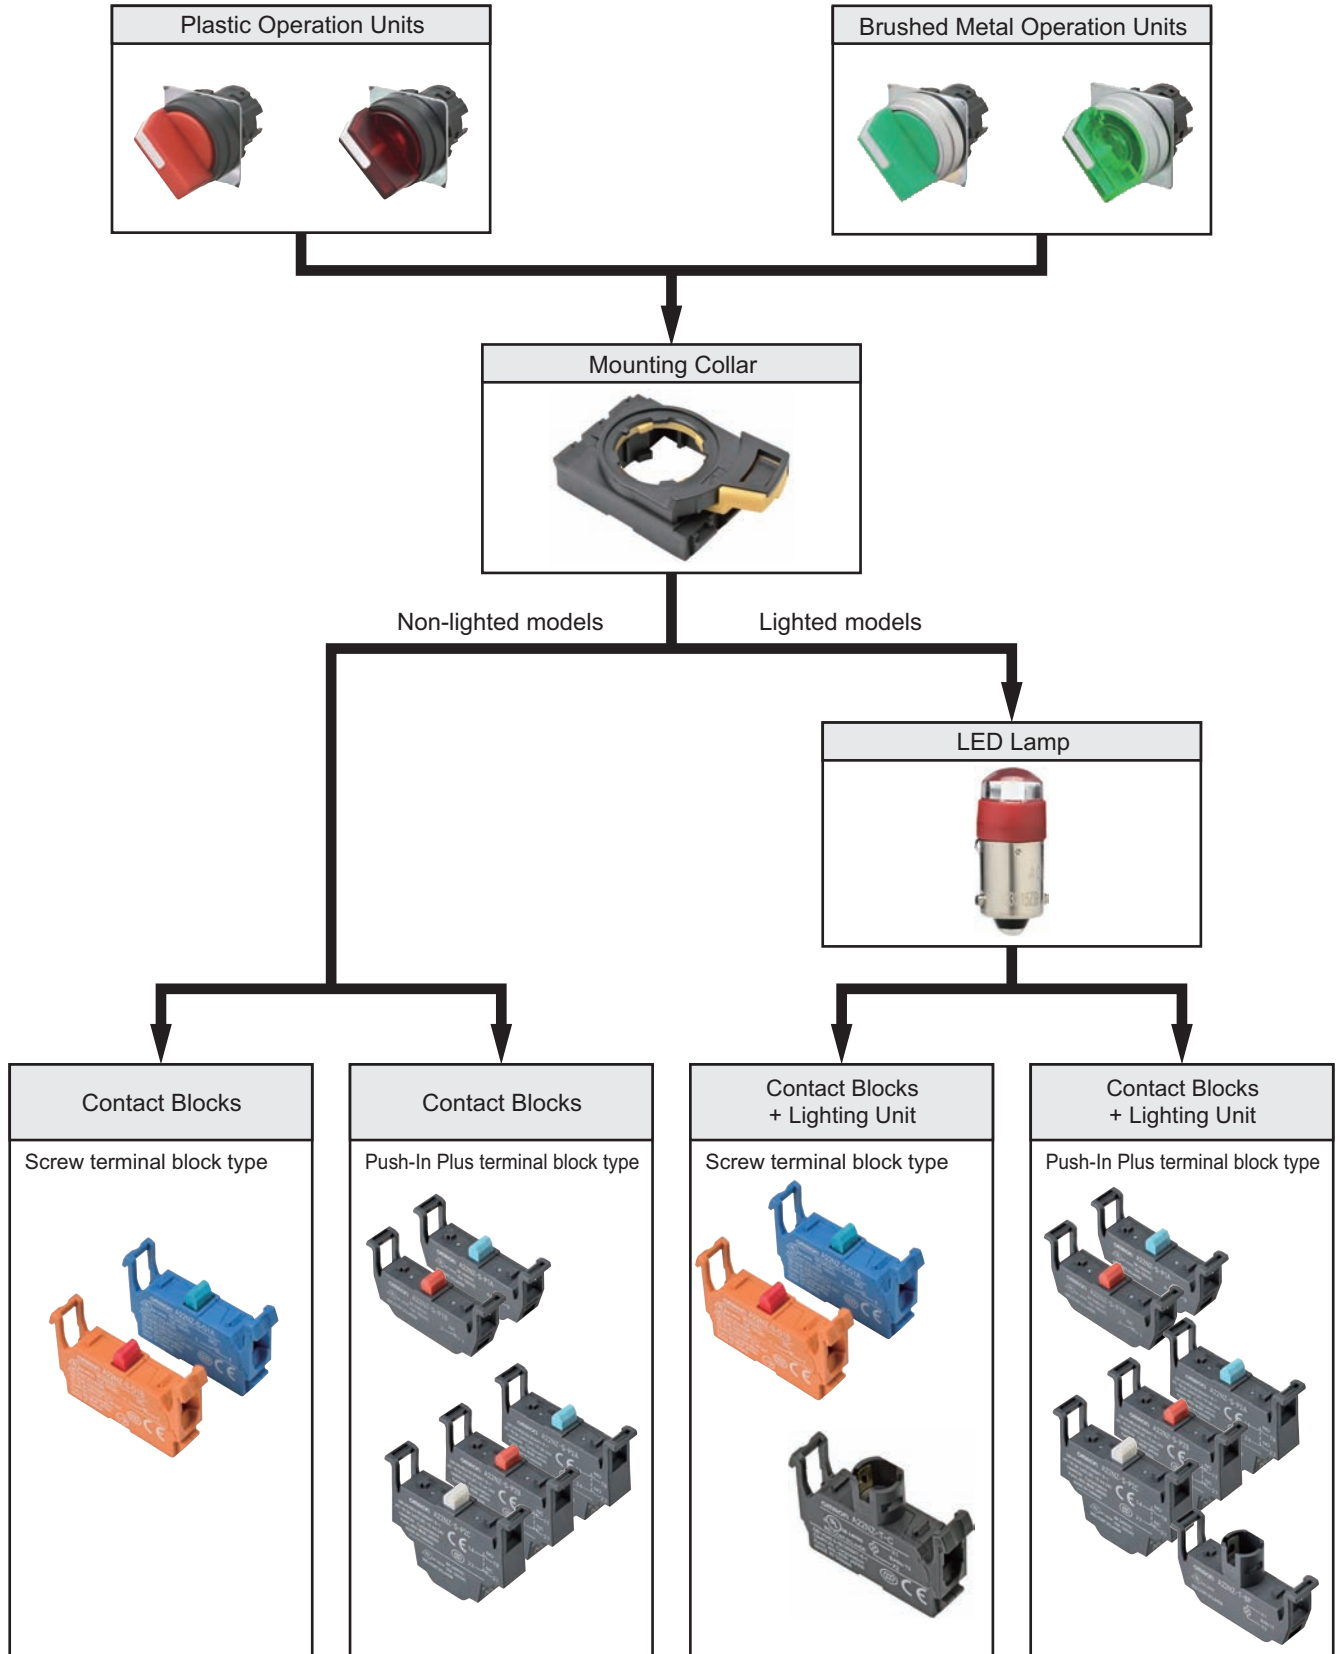 Plastic Operation Units
Brushed Metal Operation Units
Mounting Collar
Non-lighted models
Lighted models
LED Lamp
Contact Blocks
Contact Blocks
Contact Blocks
+ Lighting Unit
Contact Blocks
+ Lighting Unit
Screw terminal block type
Push-In Plus terminal block type
Screw terminal block type
Push-In Plus terminal block type